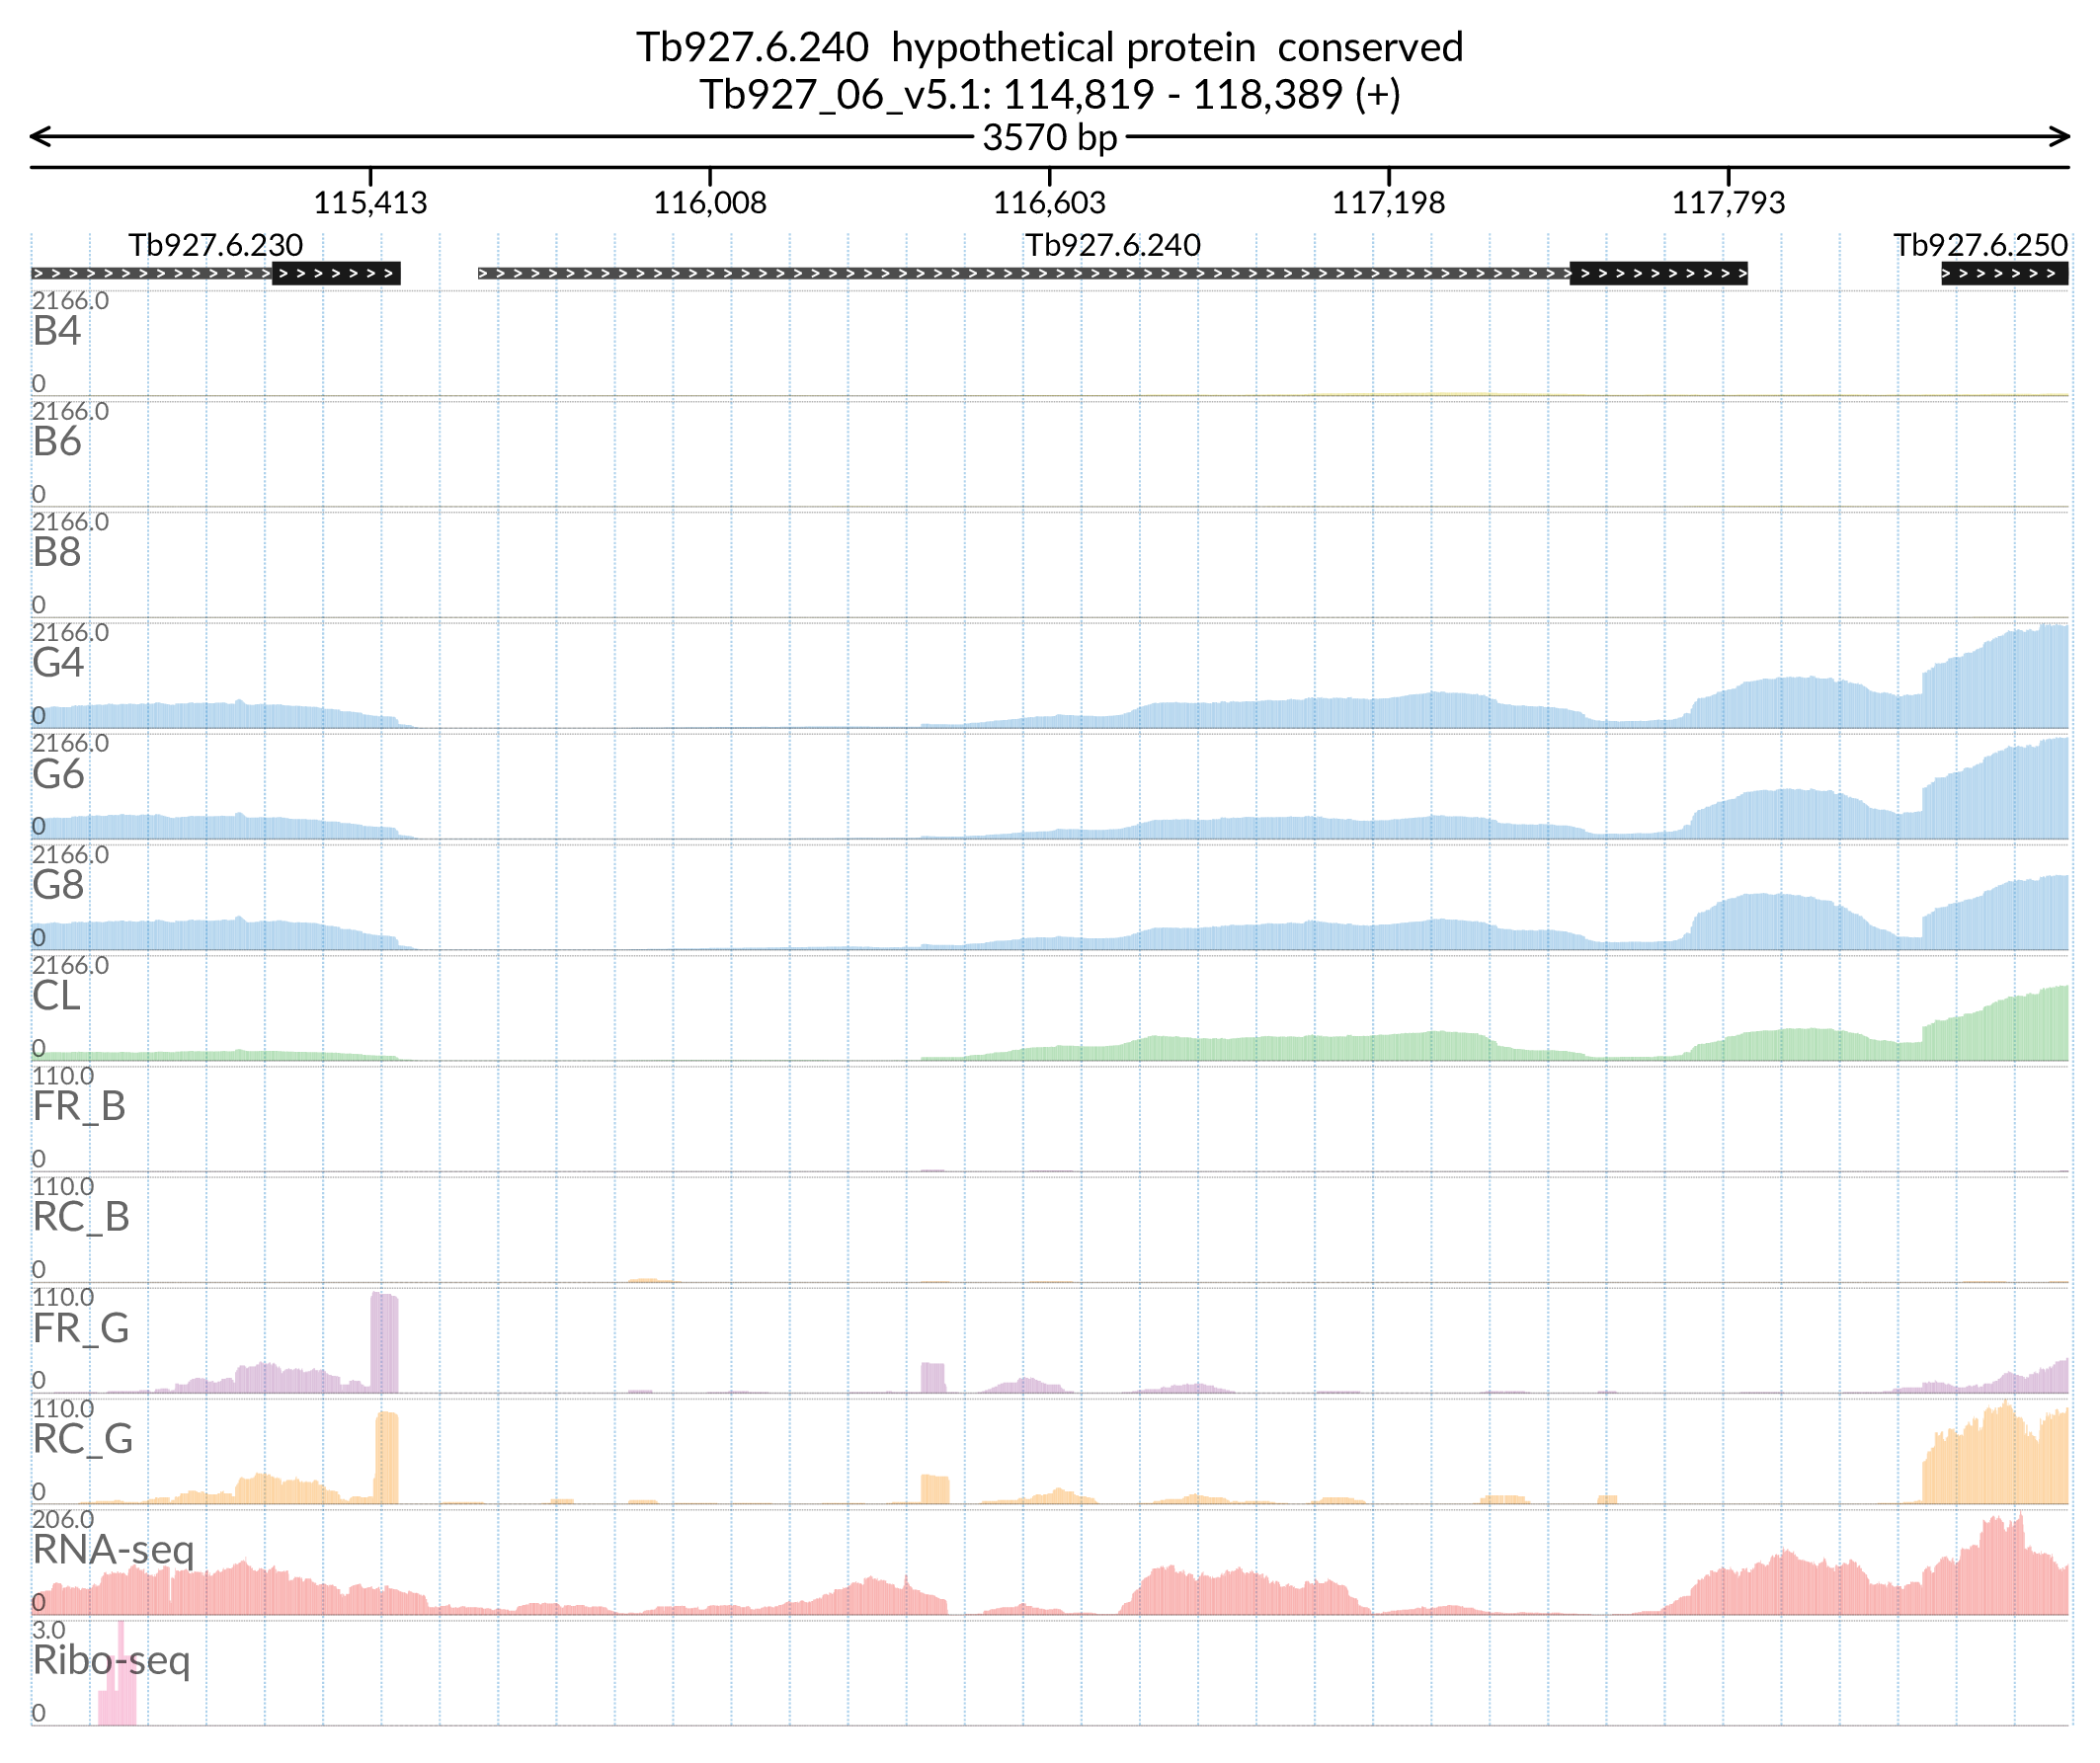 Tb927.6.240 hypothetical protein conserved
Tb927_06_v5.1: 114,819 - 118,389 (+)
3570 bp
115,413 116,008 116,603 117,198 117,793
Tb927.6.230 Tb927.6.240 Tb927.6.250
2166.0
B4
0
2166.0
B6
0
2166.0
B8
0
2166.0
G4
0
2166.0
G6
0
2166.0
G8
0
2166.0
CL
0
110.0
FR_B
0
110.0
RC_B
0
110.0
FR_G
0
110.0
RC_G
0
206.0
RNA-seq
0
3.0
Ribo-seq
0